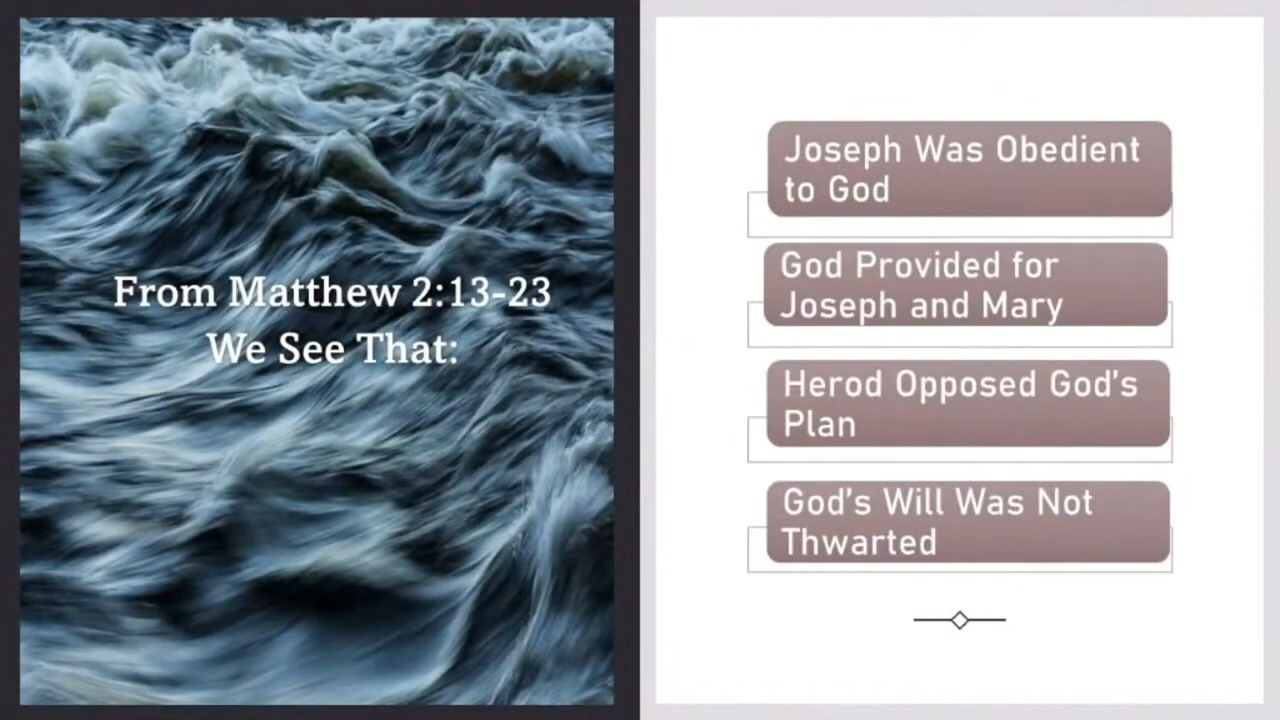 From Matthew 2:13-23
We See That:
Joseph Was Obedient
to God
God Provided for
Joseph and Mary
Herod Opposed God's
Plan
God's Will Was Not
Thwarted